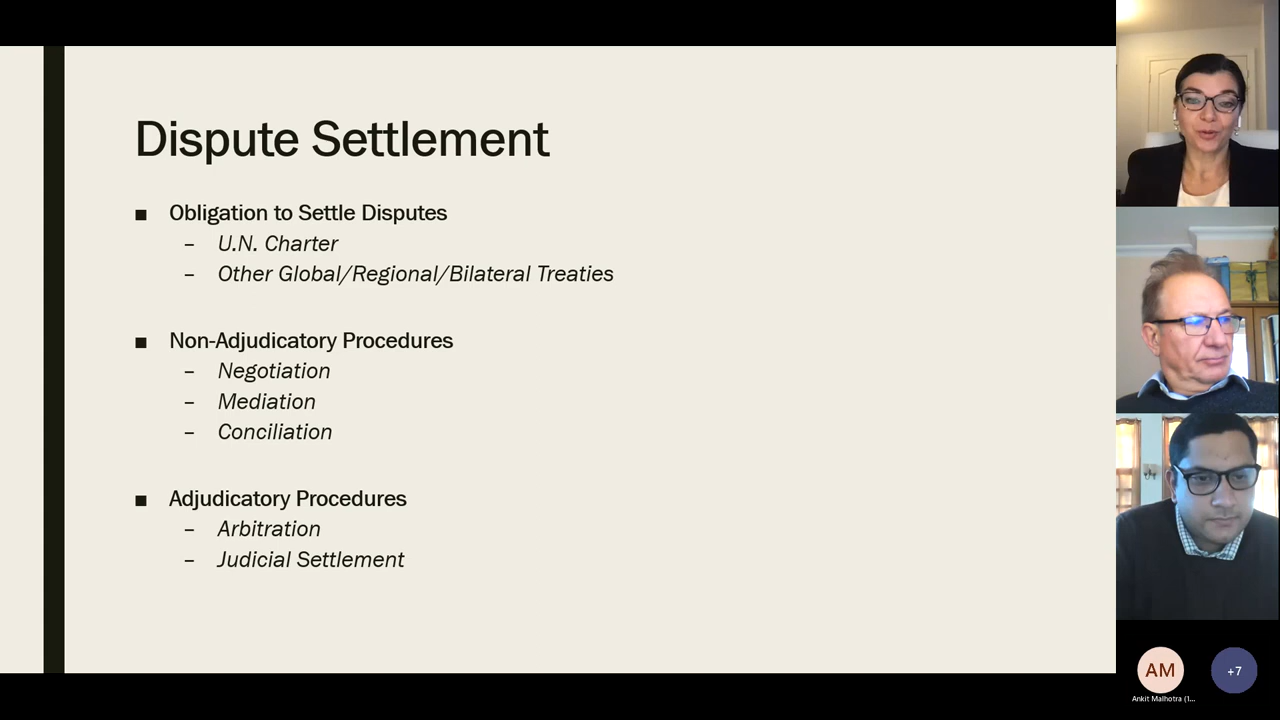 Dispute Settlement
■ Obligation to Settle Disputes
– U.N. Charter
– Other Global/Regional/Bilateral Treaties
■ Non-Adjudicatory Procedures
– Negotiation
– Mediation
– Conciliation
■ Adjudicatory Procedures
– Arbitration
– Judicial Settlement
AM
+7
Ankit Malhotra (1...